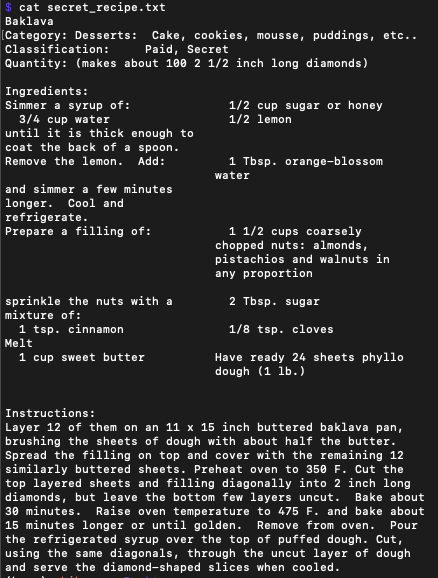 $ cat secret_recipe.txt
Baklava
Category: Desserts:  Cake, cookies, mousse, puddings, etc..
Classification:     Paid, Secret
Quantity: (makes about 100 2 1/2 inch long diamonds)

Ingredients:
Simmer a syrup of:              1/2 cup sugar or honey
  3/4 cup water                 1/2 lemon
until it is thick enough to
coat the back of a spoon.
Remove the lemon.  Add:         1 Tbsp. orange-blossom
                              water
and simmer a few minutes
longer.  Cool and
refrigerate.
Prepare a filling of:           1 1/2 cups coarsely
                              chopped nuts: almonds,
                              pistachios and walnuts in
                              any proportion

sprinkle the nuts with a        2 Tbsp. sugar
mixture of:
  1 tsp. cinnamon               1/8 tsp. cloves
Melt
  1 cup sweet butter          Have ready 24 sheets phyllo
                              dough (1 lb.)

Instructions:
Layer 12 of them on an 11 x 15 inch buttered baklava pan,
brushing the sheets of dough with about half the butter.
Spread the filling on top and cover with the remaining 12
similarly buttered sheets. Preheat oven to 350 F. Cut the
top layered sheets and filling diagonally into 2 inch long
diamonds, but leave the bottom few layers uncut.  Bake about
30 minutes.  Raise oven temperature to 475 F. and bake about
15 minutes longer or until golden.  Remove from oven.  Pour
the refrigerated syrup over the top of puffed dough. Cut,
using the same diagonals, through the uncut layer of dough
and serve the diamond-shaped slices when cooled.